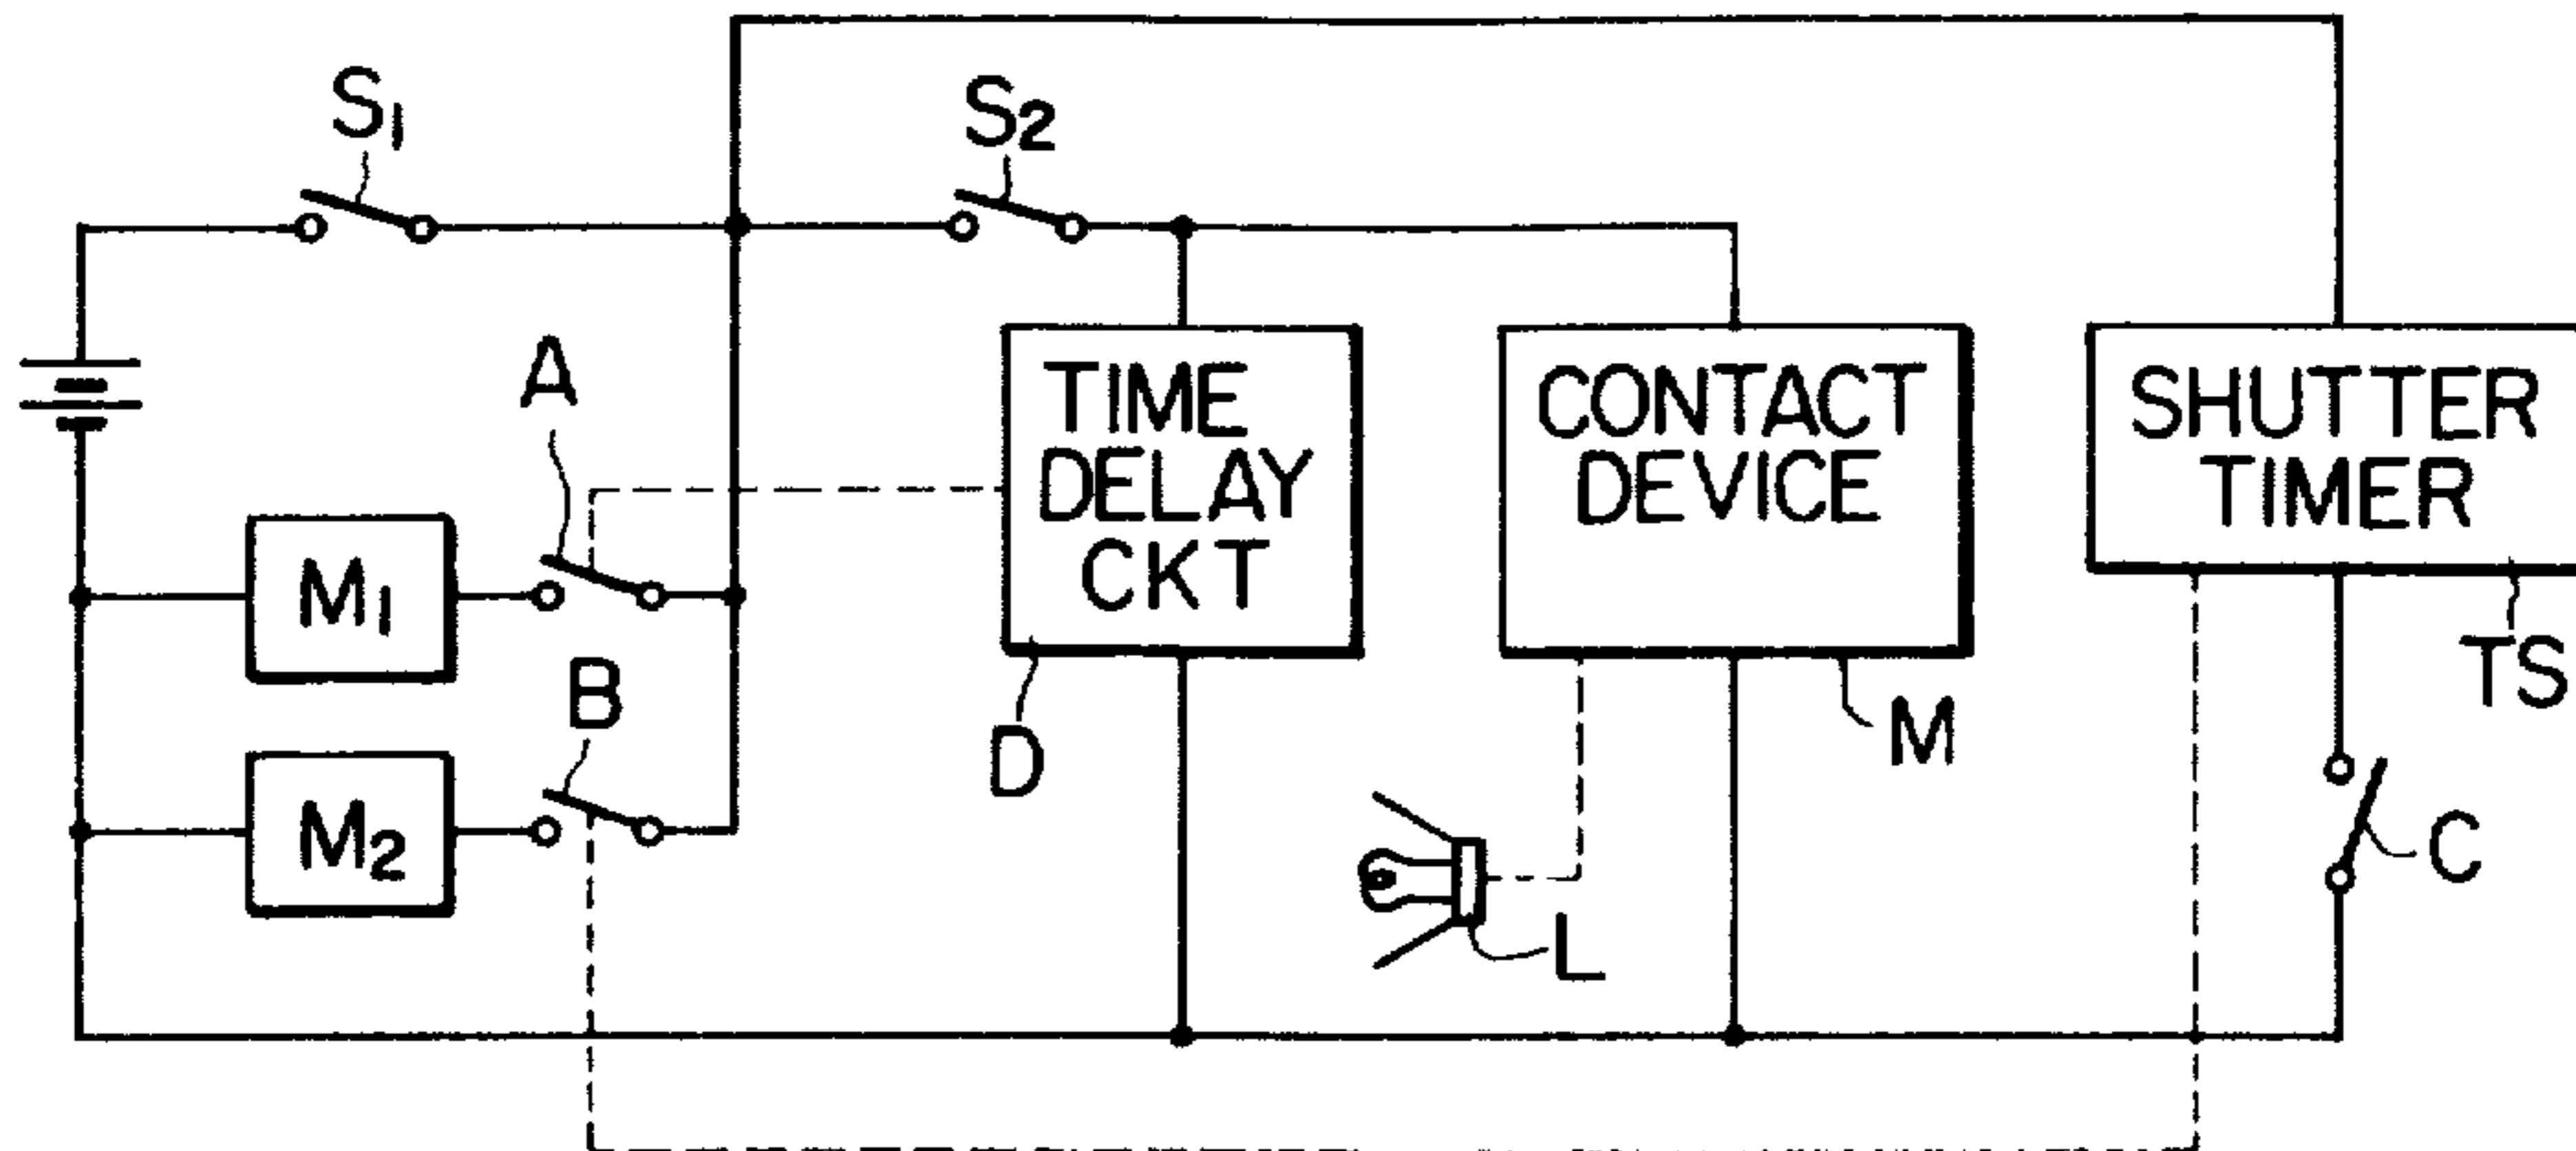 S1
S2
A
TIME
DELAY
CKT
CONTACT
DEVICE
SHUTTER
TIMER
M1
B
D
M
TS
M2
L
C